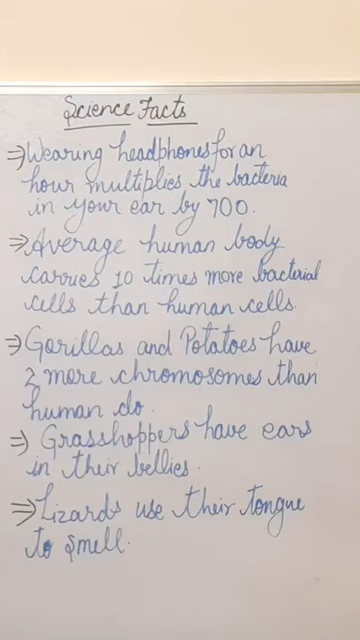 Science Facts
⇒Wearing headphones for an
hour multiplies the bacteria
in your ear by 700.
⇒Average human body
carries 10 times more bacterial
cells than human cells.
⇒Gorillas and Potatoes have
2 more chromosomes than
human do.
⇒ Grasshoppers have ears
in their bellies.
⇒Lizards use their tongue
to smell.